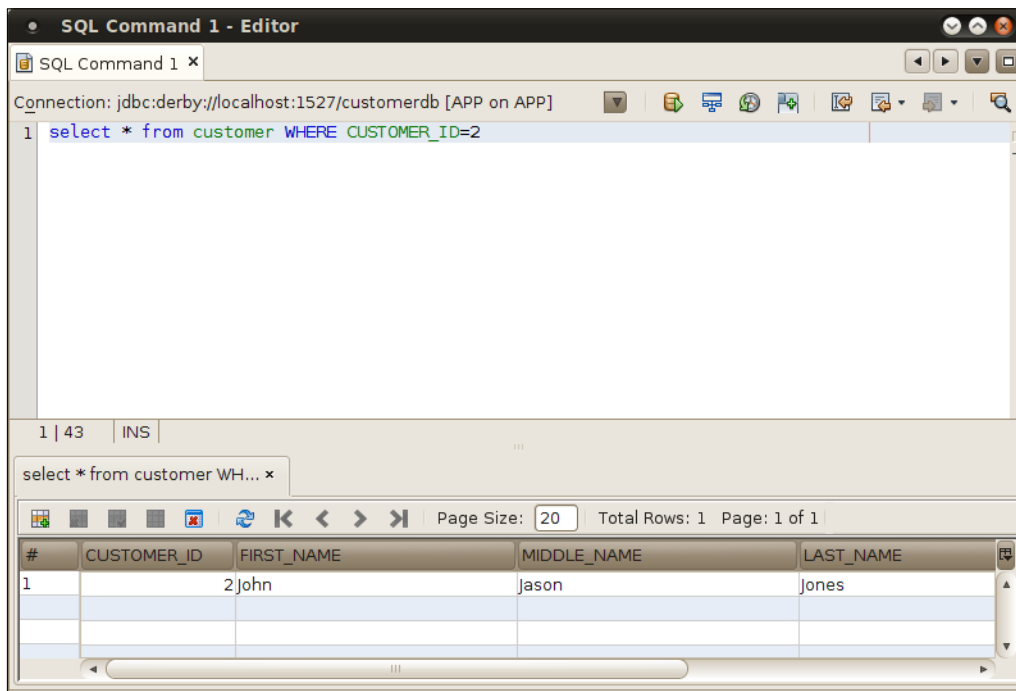 SQL Command 1 - Editor
SQL Command 1
Connection: jdbc:derby://localhost:1527/customerdb [APP on APP]
1 select * from customer WHERE CUSTOMER_ID=2
1 | 43 INS
select * from customer WH...
Page Size: 20 Total Rows: 1 Page: 1 of 1
# CUSTOMER_ID FIRST_NAME MIDDLE_NAME LAST_NAME
1 2 John Jason Jones